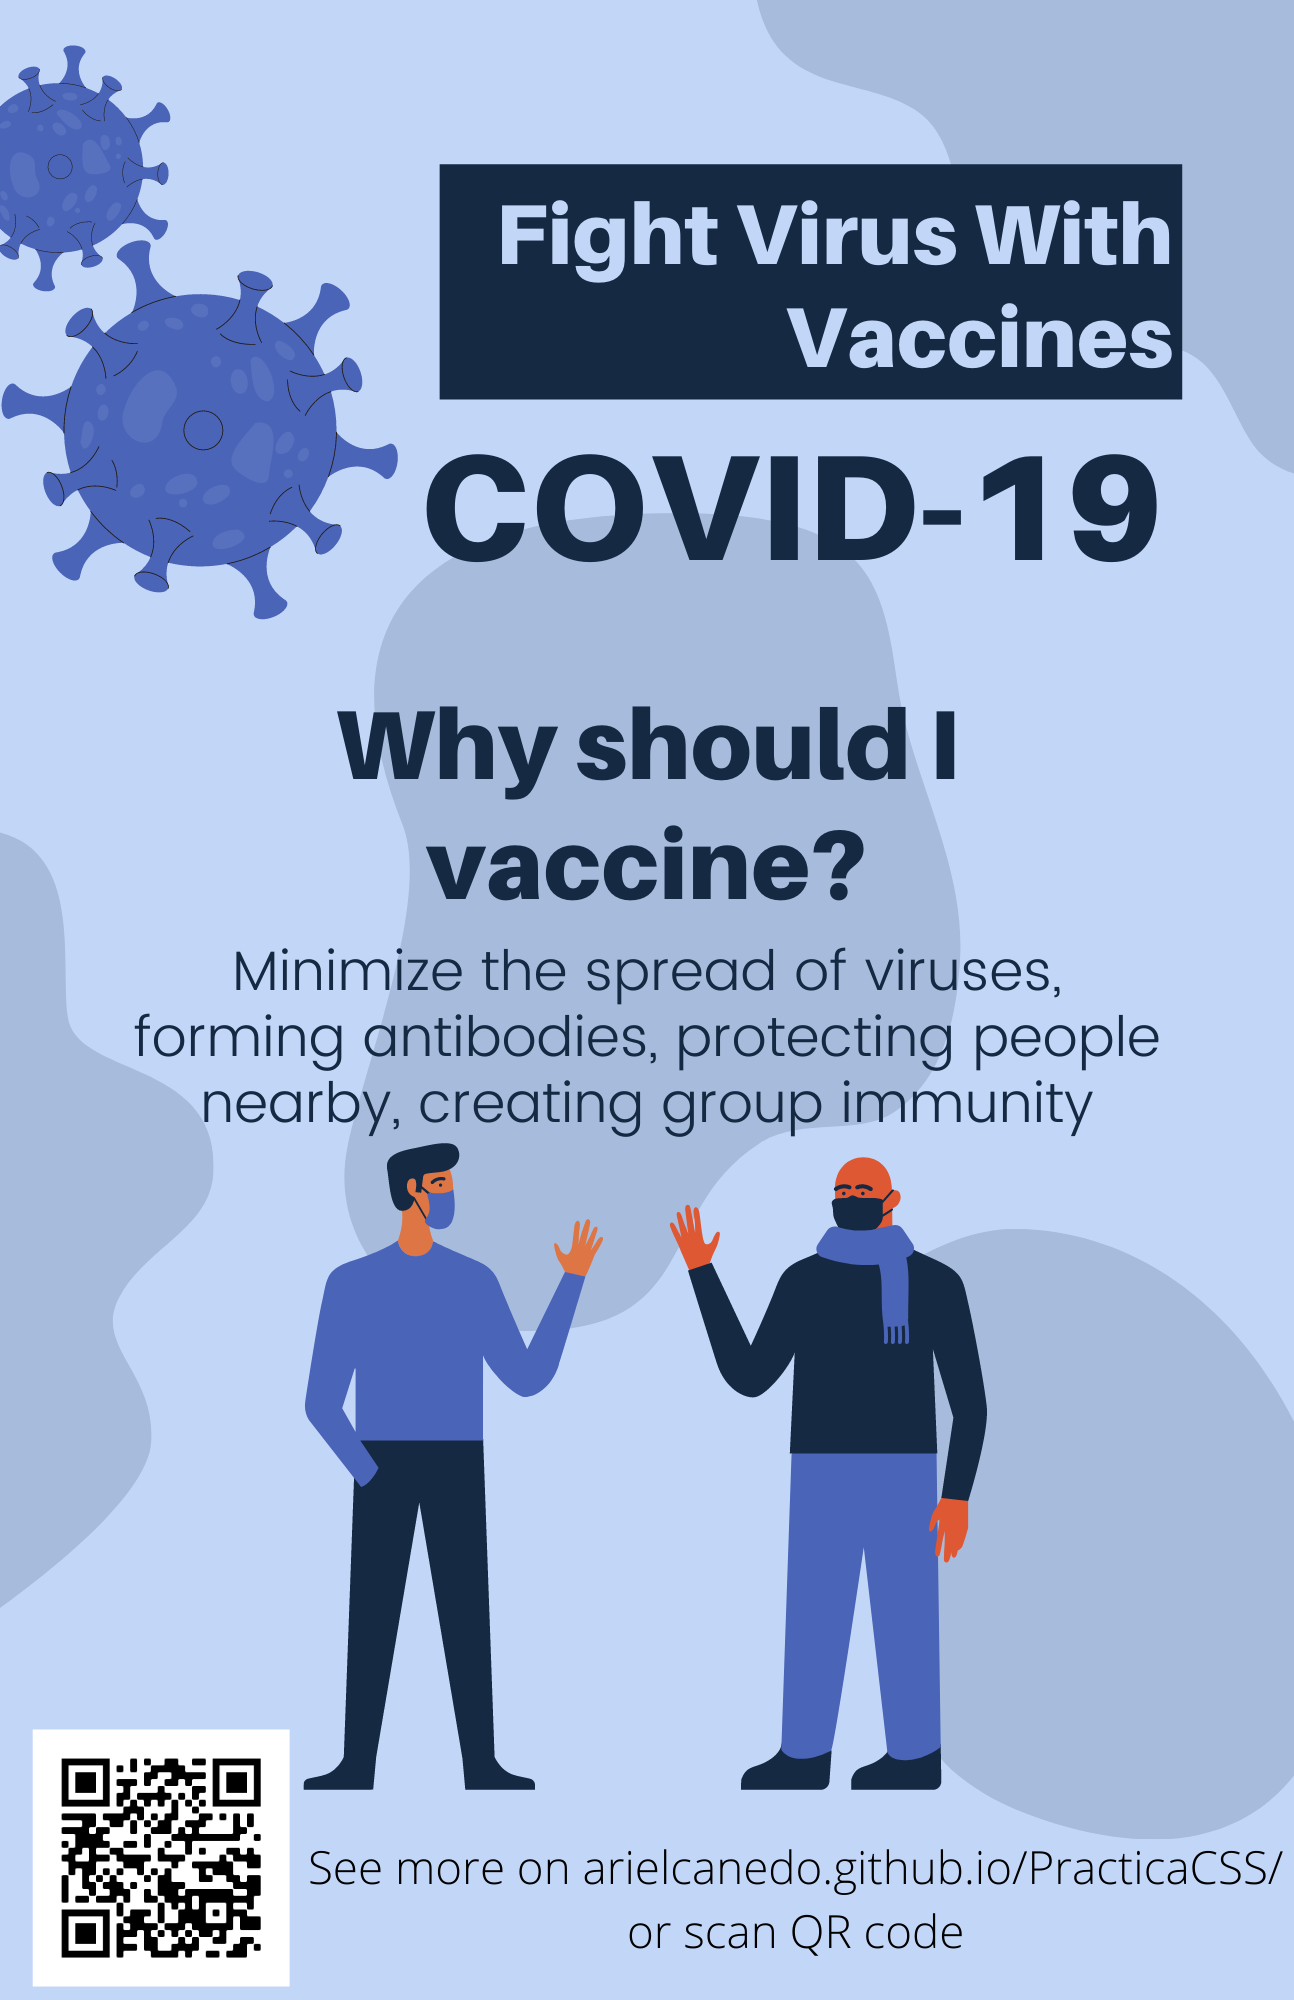 Fight Virus With
Vaccines
COVID-19
Why should I
vaccine?
Minimize the spread of viruses,
forming antibodies, protecting people
nearby, creating group immunity
See more on arielcanedo.github.io/PracticaCSS/
or scan QR code